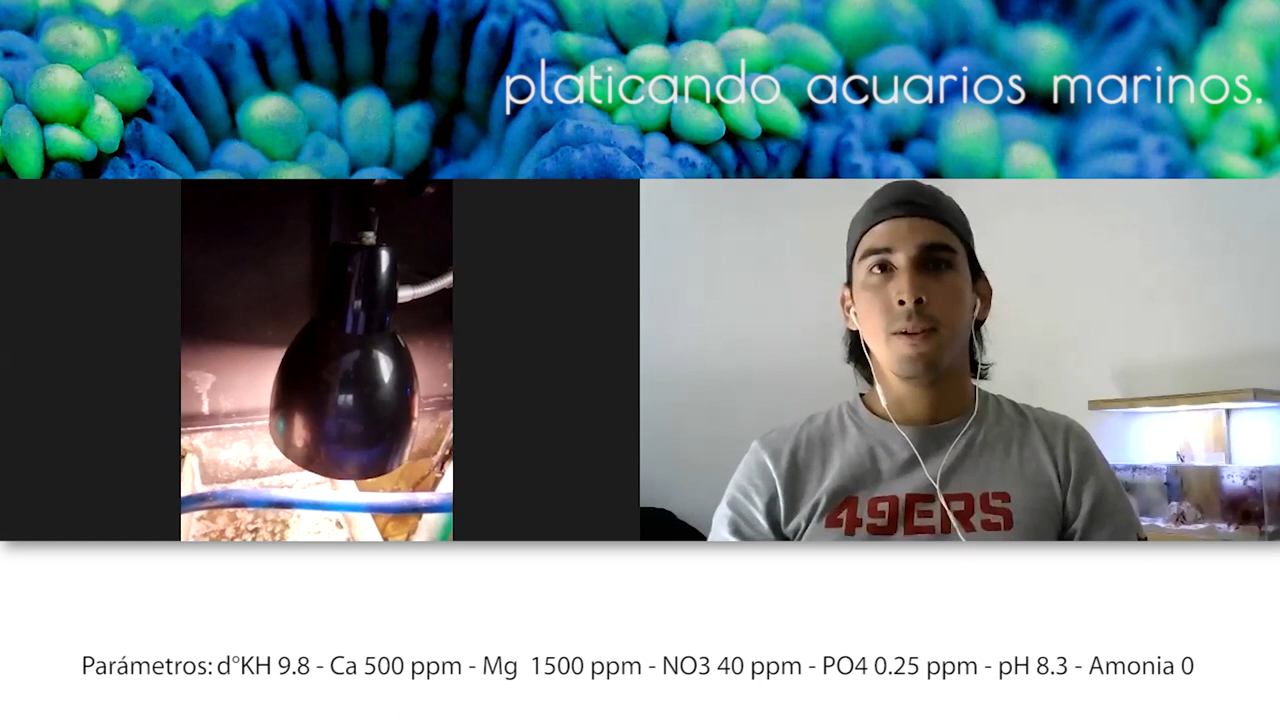 platicando acuarios marinos.
49ERS
Parámetros: d°KH 9.8 - Ca 500 ppm - Mg 1500 ppm - NO3 40 ppm - PO4 0.25 ppm - pH 8.3 - Amonia 0